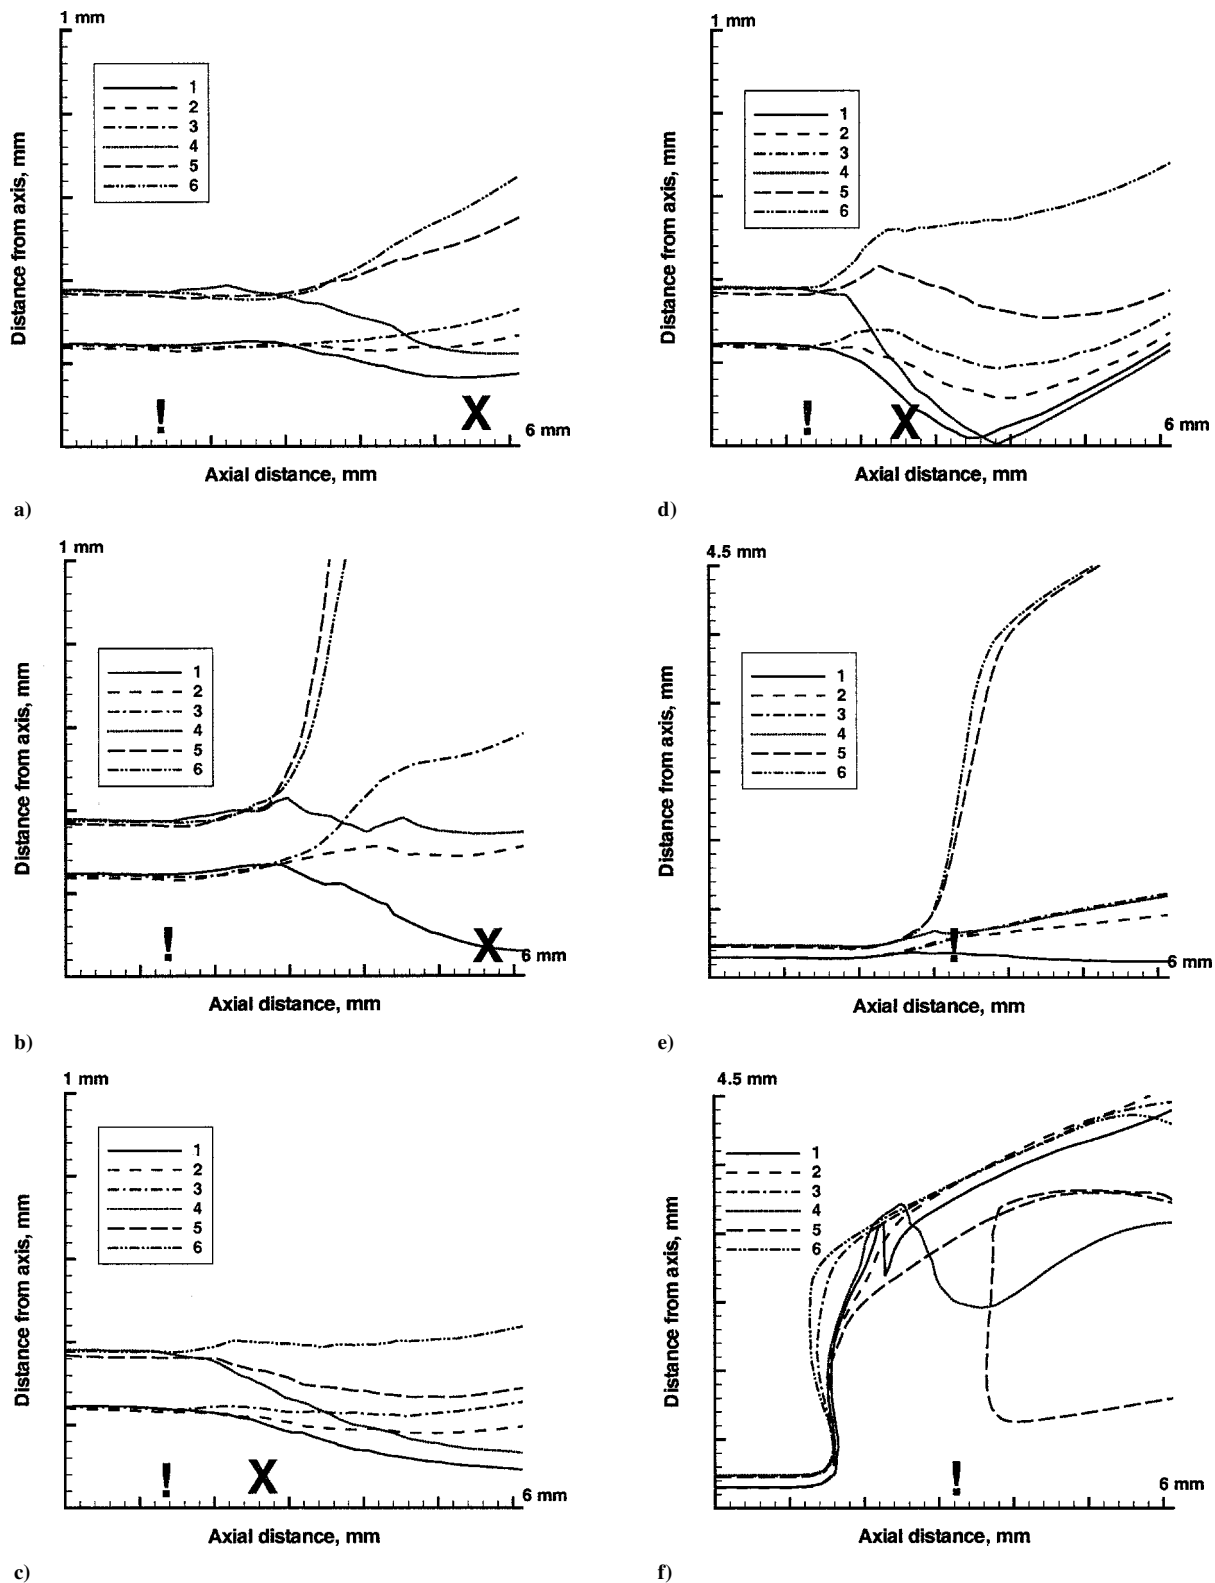 1 mm
1
2
3
4
5
6
Distance from axis, mm
!
X
6 mm
Axial distance, mm
a)
1 mm
1
2
3
4
5
6
Distance from axis, mm
!
X
6 mm
Axial distance, mm
d)
1 mm
1
2
3
4
5
6
Distance from axis, mm
!
X
6 mm
Axial distance, mm
b)
4.5 mm
1
2
3
4
5
6
Distance from axis, mm
!
6 mm
Axial distance, mm
e)
1 mm
1
2
3
4
5
6
Distance from axis, mm
!
X
6 mm
Axial distance, mm
c)
4.5 mm
1
2
3
4
5
6
Distance from axis, mm
!
6 mm
Axial distance, mm
f)